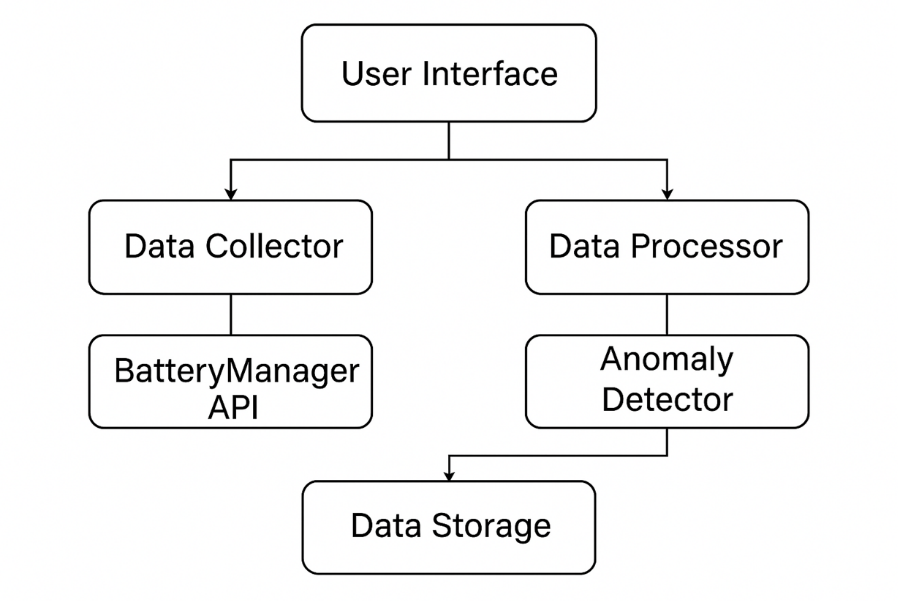 User Interface
Data Collector
Data Processor
BatteryManager
API
Anomaly
Detector
Data Storage